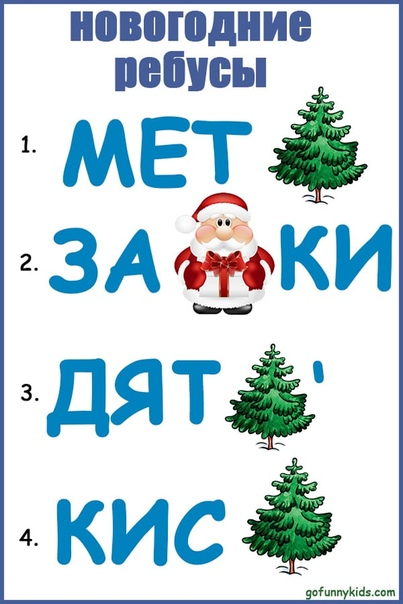 новогодние
ребусы
1. МЕТ
2. ЗА КИ
3. ДЯТ '
4. КИС
gofunnykids.com